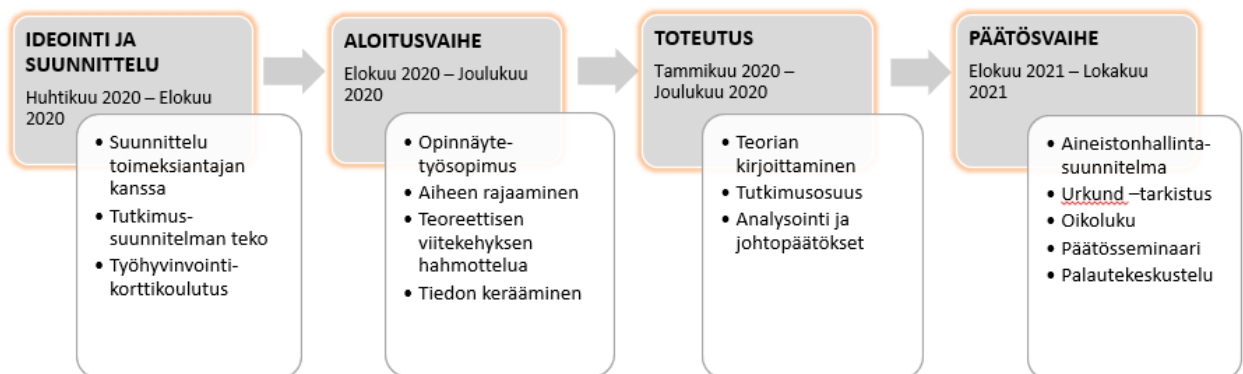 IDEOINTI JA
SUUNNITTELU
Huhtikuu 2020 – Elokuu
2020
• Suunnittelu
toimeksiantajan
kanssa
• Tutkimus-
suunnitelman teko
• Työhyvinvointi-
korttikoulutus
ALOITUSVAIHE
Elokuu 2020 – Joulukuu
2020
• Opinnäyte-
työsopimus
• Aiheen rajaaminen
• Teoreettisen
viitekehyksen
hahmottelua
• Tiedon kerääminen
TOTEUTUS
Tammikuu 2020 –
Joulukuu 2020
• Teorian
kirjoittaminen
• Tutkimusosuus
• Analysointi ja
johtopäätökset
PÄÄTÖSVAIHE
Elokuu 2021 – Lokakuu
2021
• Aineistonhallinta-
suunnitelma
• Urkund –tarkistus
• Oikoluku
• Päätösseminaari
• Palautekeskustelu